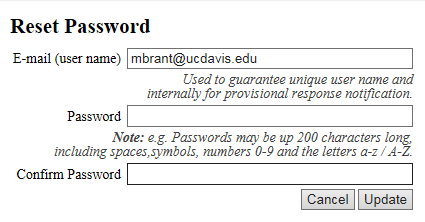 Reset Password
E-mail (user name) mbrant@ucdavis.edu
Used to guarantee unique user name and
internally for provisional response notification.
Password
Note: e.g. Passwords may be up 200 characters long,
including spaces,symbols, numbers 0-9 and the letters a-z / A-Z.
Confirm Password
Cancel Update